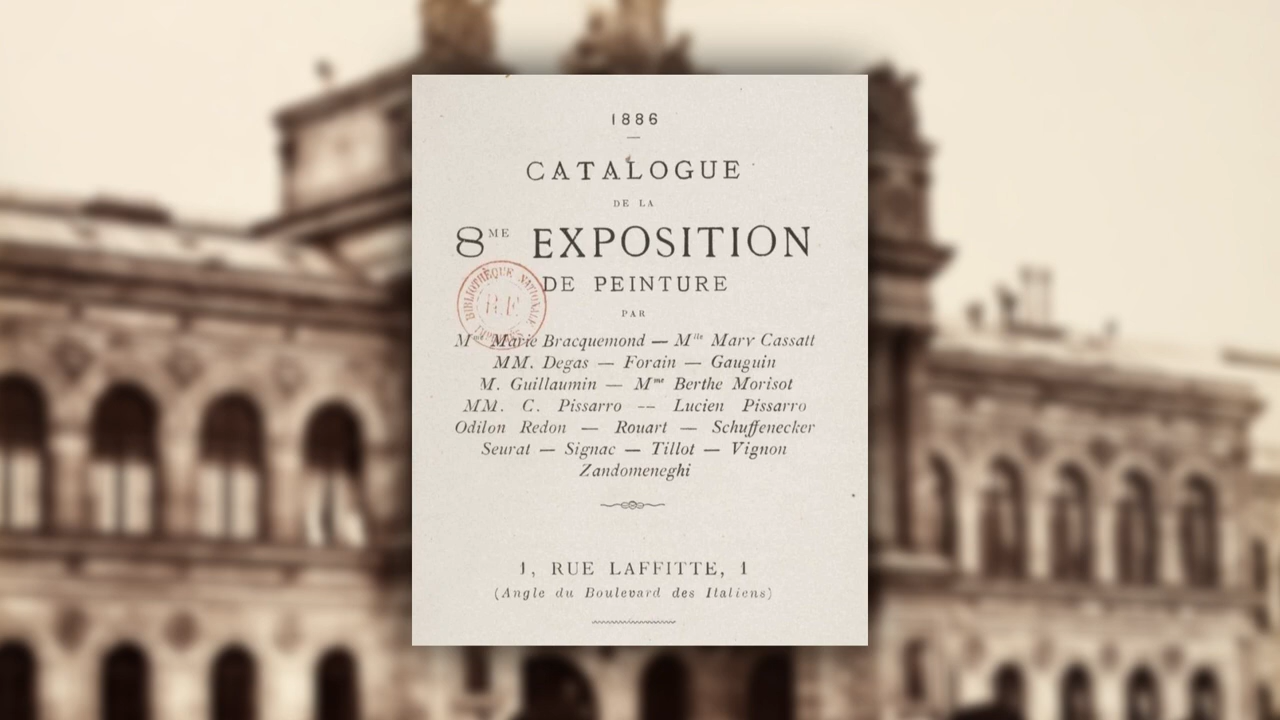 1886
CATALOGUE
DE LA
8ME EXPOSITION
DE PEINTURE
BIBLIOTHÈQUE NATIONALE
R.F.
PAR
Mme Marie Bracquemond — Mlle Mary Cassatt
MM. Degas — Forain — Gauguin
M. Guillaumin — Mme Berthe Morisot
MM. C. Pissarro — Lucien Pissarro
Odilon Redon — Rouart — Schuffenecker
Seurat — Signac — Tillot — Vignon
Zandomeneghi
1, RUE LAFFITTE, 1
(Angle du Boulevard des Italiens)